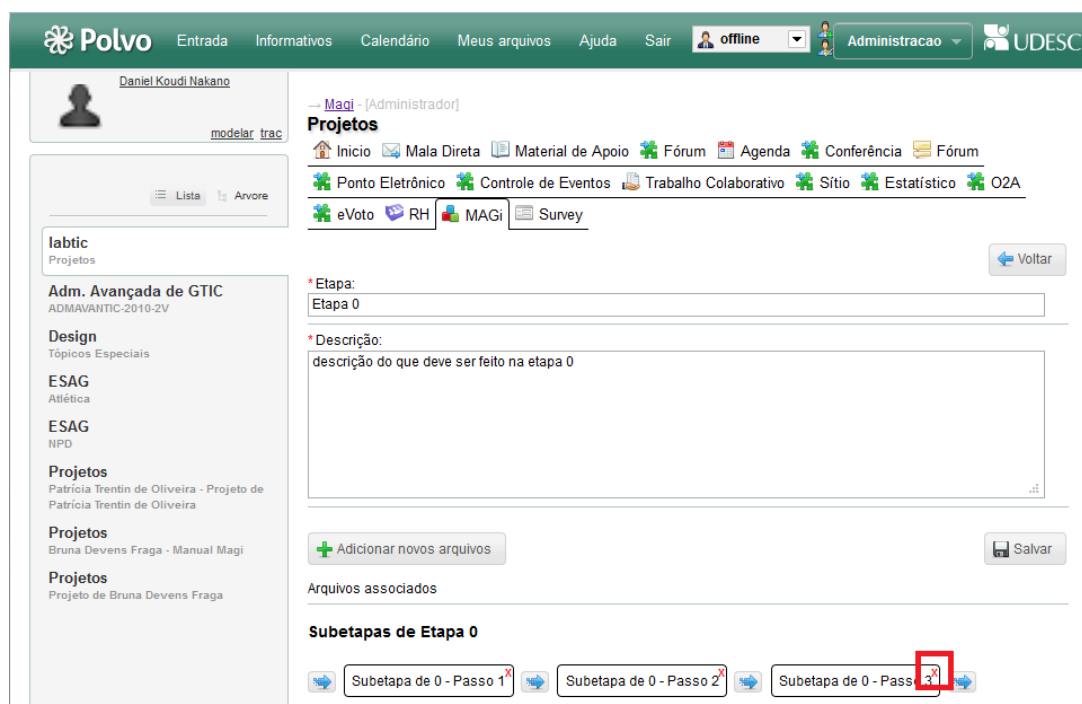 Polvo Entrada Informativos Calendário Meus arquivos Ajuda Sair offline Administracao UDESC
Daniel Koudi Nakano
modelar trac
Lista Arvore
labtic
Projetos
Adm. Avançada de GTIC
ADMAVANTIC-2010-2V
Design
Tópicos Especiais
ESAG
Atlética
ESAG
NPD
Projetos
Patrícia Trentin de Oliveira - Projeto de
Patrícia Trentin de Oliveira
Projetos
Bruna Devens Fraga - Manual Magi
Projetos
Projeto de Bruna Devens Fraga
→ Magi - [Administrador]
Projetos
Inicio Mala Direta Material de Apoio Fórum Agenda Conferência Fórum
Ponto Eletrônico Controle de Eventos Trabalho Colaborativo Sítio Estatístico O2A
eVoto RH MAGi Survey
Voltar
* Etapa:
Etapa 0
* Descrição:
descrição do que deve ser feito na etapa 0
Adicionar novos arquivos Salvar
Arquivos associados
Subetapas de Etapa 0
Subetapa de 0 - Passo 1 X Subetapa de 0 - Passo 2 X Subetapa de 0 - Passo 3 X